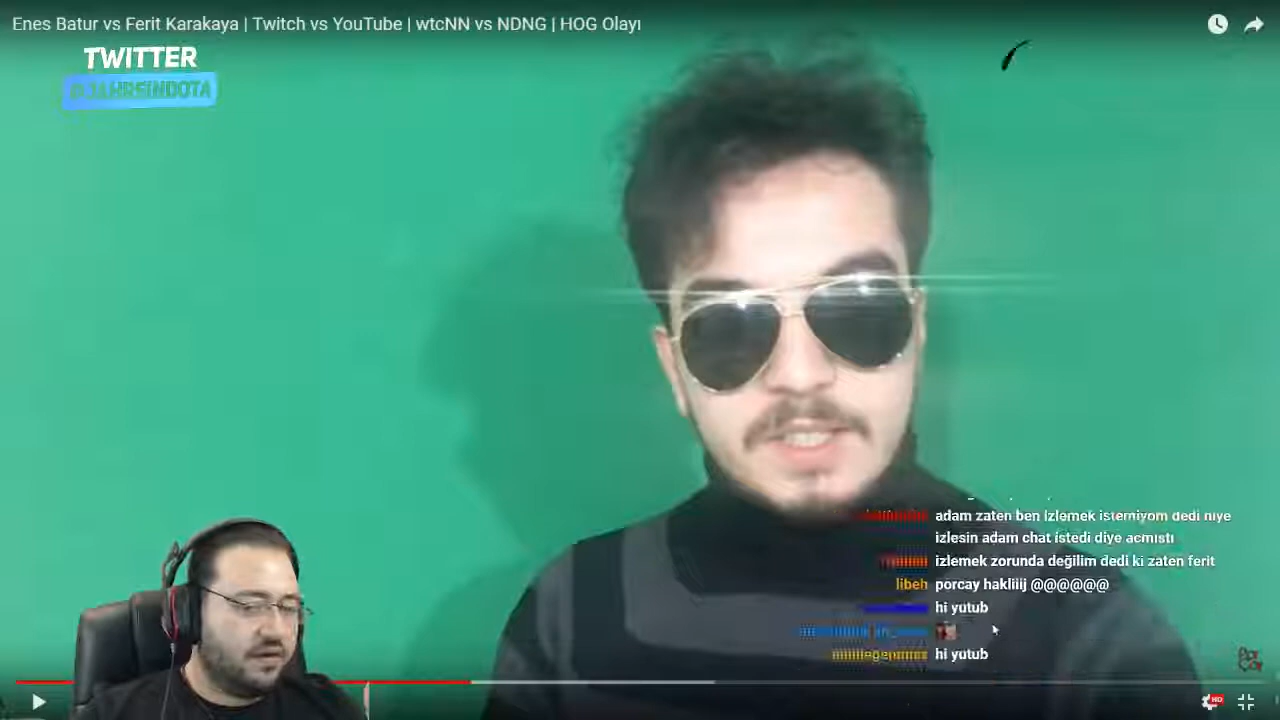 Enes Batur vs Ferit Karakaya | Twitch vs YouTube | wtcNN vs NDNG | HOG Olayı
TWITTER
@JAHRSINDOTA
adam zaten ben izlemek istemiyom dedi niye
izlesin adam chat istedi diye acmıstı
izlemek zorunda değilim dedi ki zaten ferit
libeh porcay hakliiij @@@@@@
hi yutub
hi yutub
HD